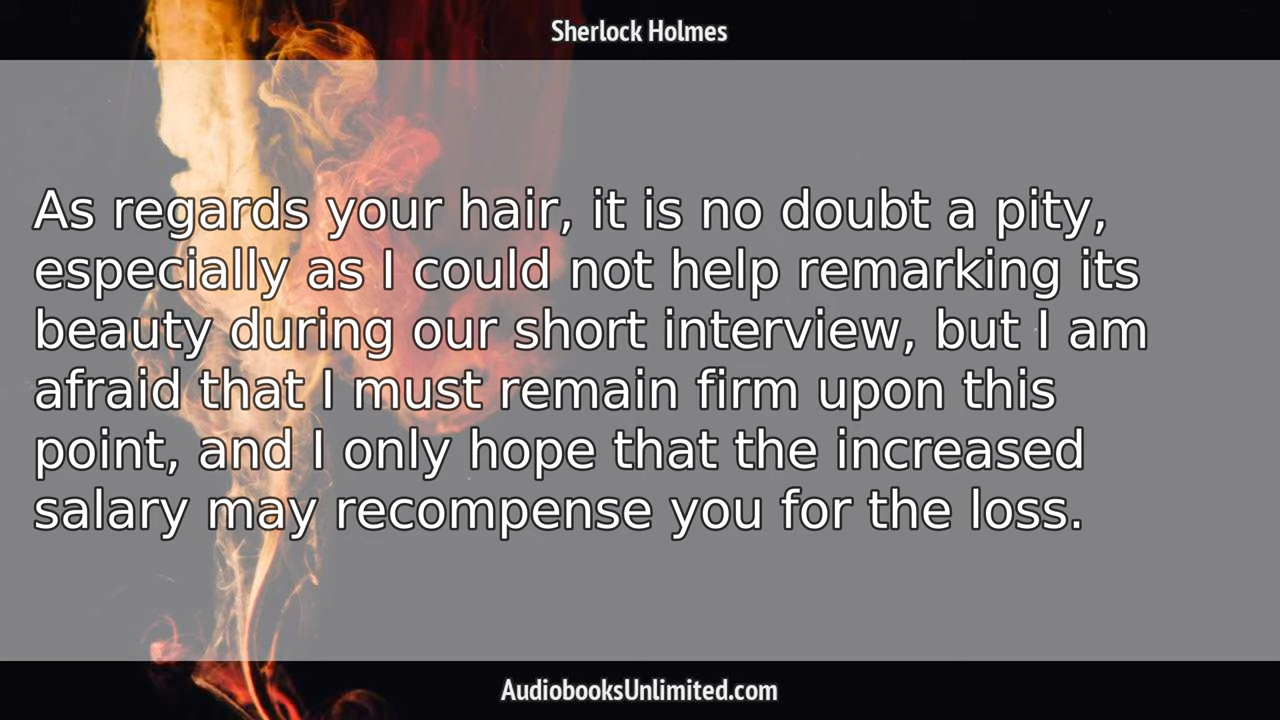 Sherlock Holmes
As regards your hair, it is no doubt a pity,
especially as I could not help remarking its
beauty during our short interview, but I am
afraid that I must remain firm upon this
point, and I only hope that the increased
salary may recompense you for the loss.
AudiobooksUnlimited.com